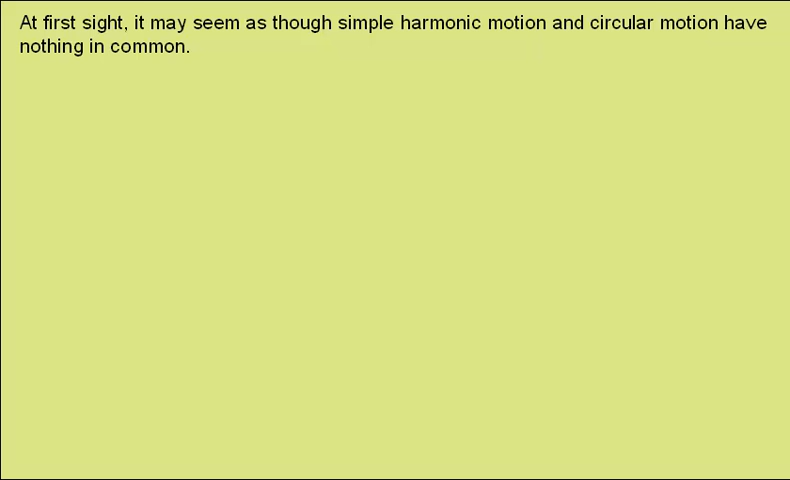 At first sight, it may seem as though simple harmonic motion and circular motion have
nothing in common.